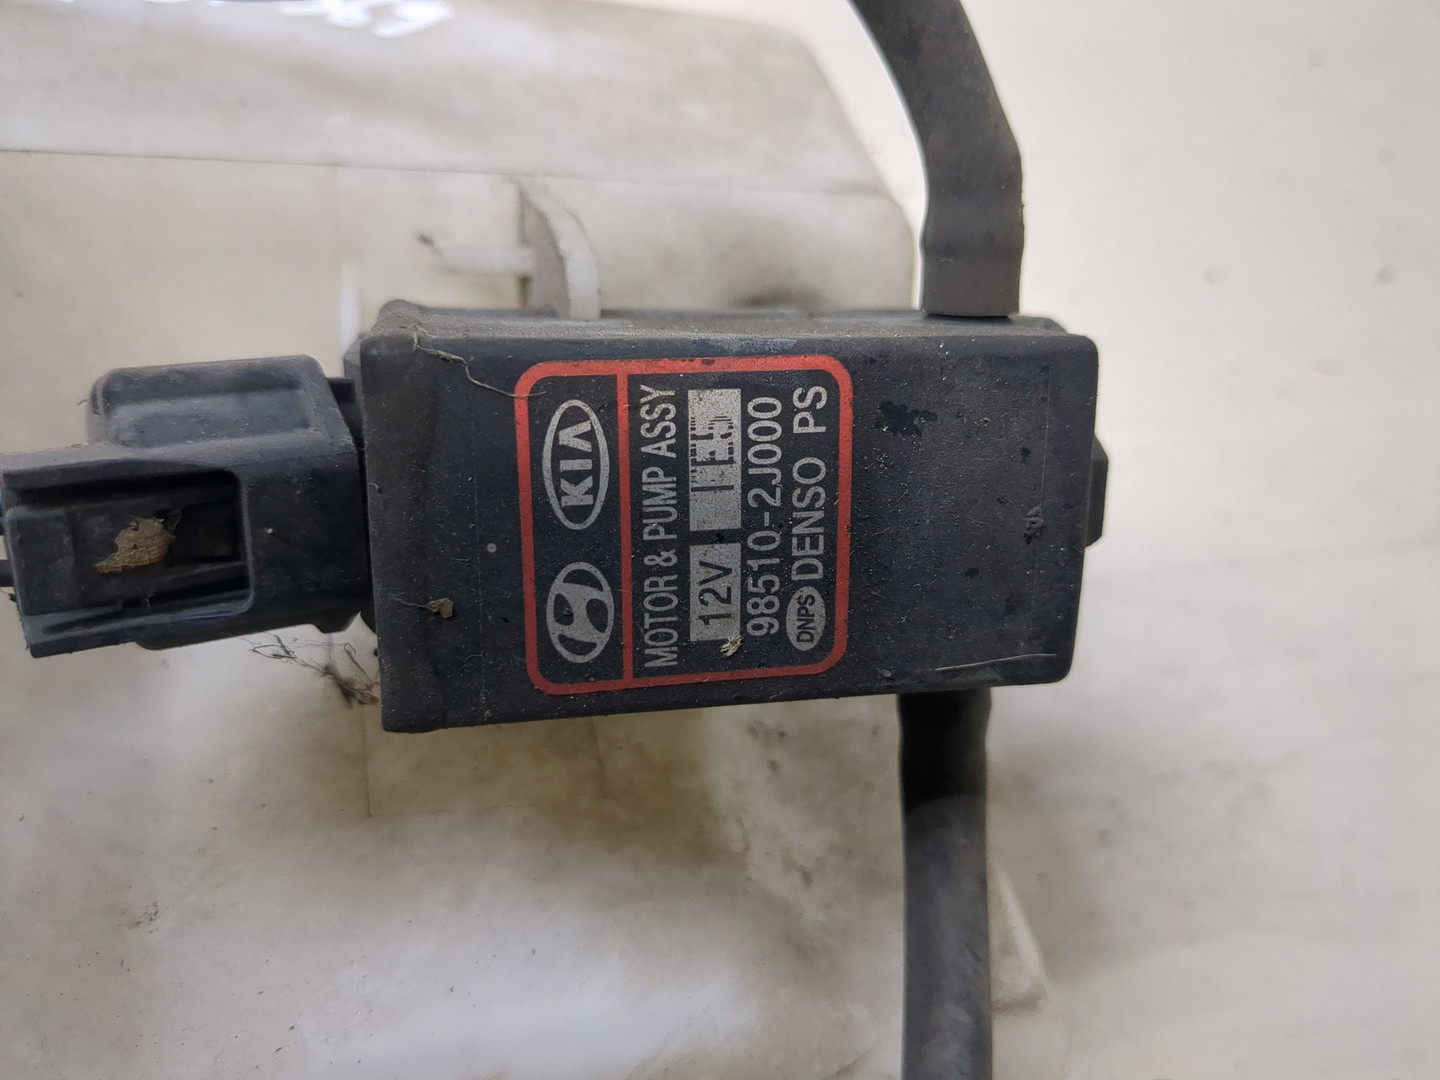 KIA
MOTOR & PUMP ASSY
12V
98510-2J000
DNPS DENSO PS